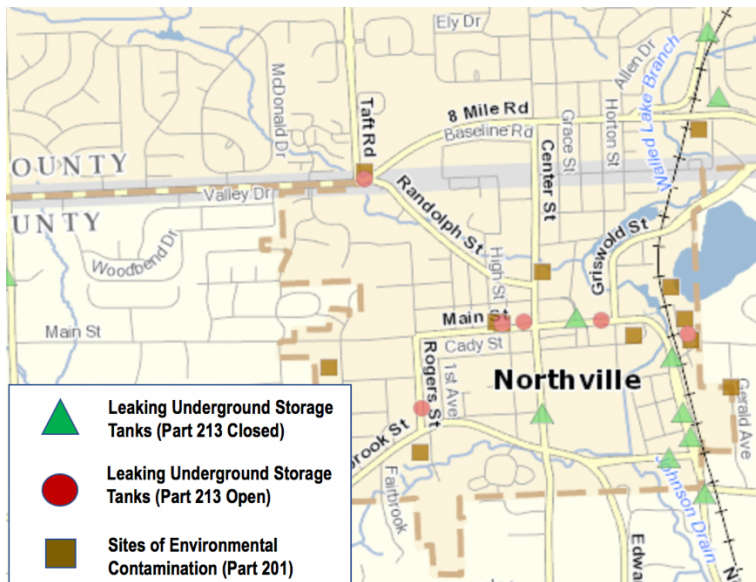 Ely Dr
McDonald Dr
Allen Dr
Walled Lake Branch
Taft Rd
8 Mile Rd
Baseline Rd
Grace St
Horton St
Center St
OUNTY
Valley Dr
UNTY
Randolph St
Woodbend Dr
High St
Griswold St
Main St
Main St
Cady St
Rogers St
1st Ave
Northville
Gerald Ave
brook St
Fairbrook
Johnson Drain
Edwa
N
Leaking Underground Storage
Tanks (Part 213 Closed)
Leaking Underground Storage
Tanks (Part 213 Open)
Sites of Environmental
Contamination (Part 201)